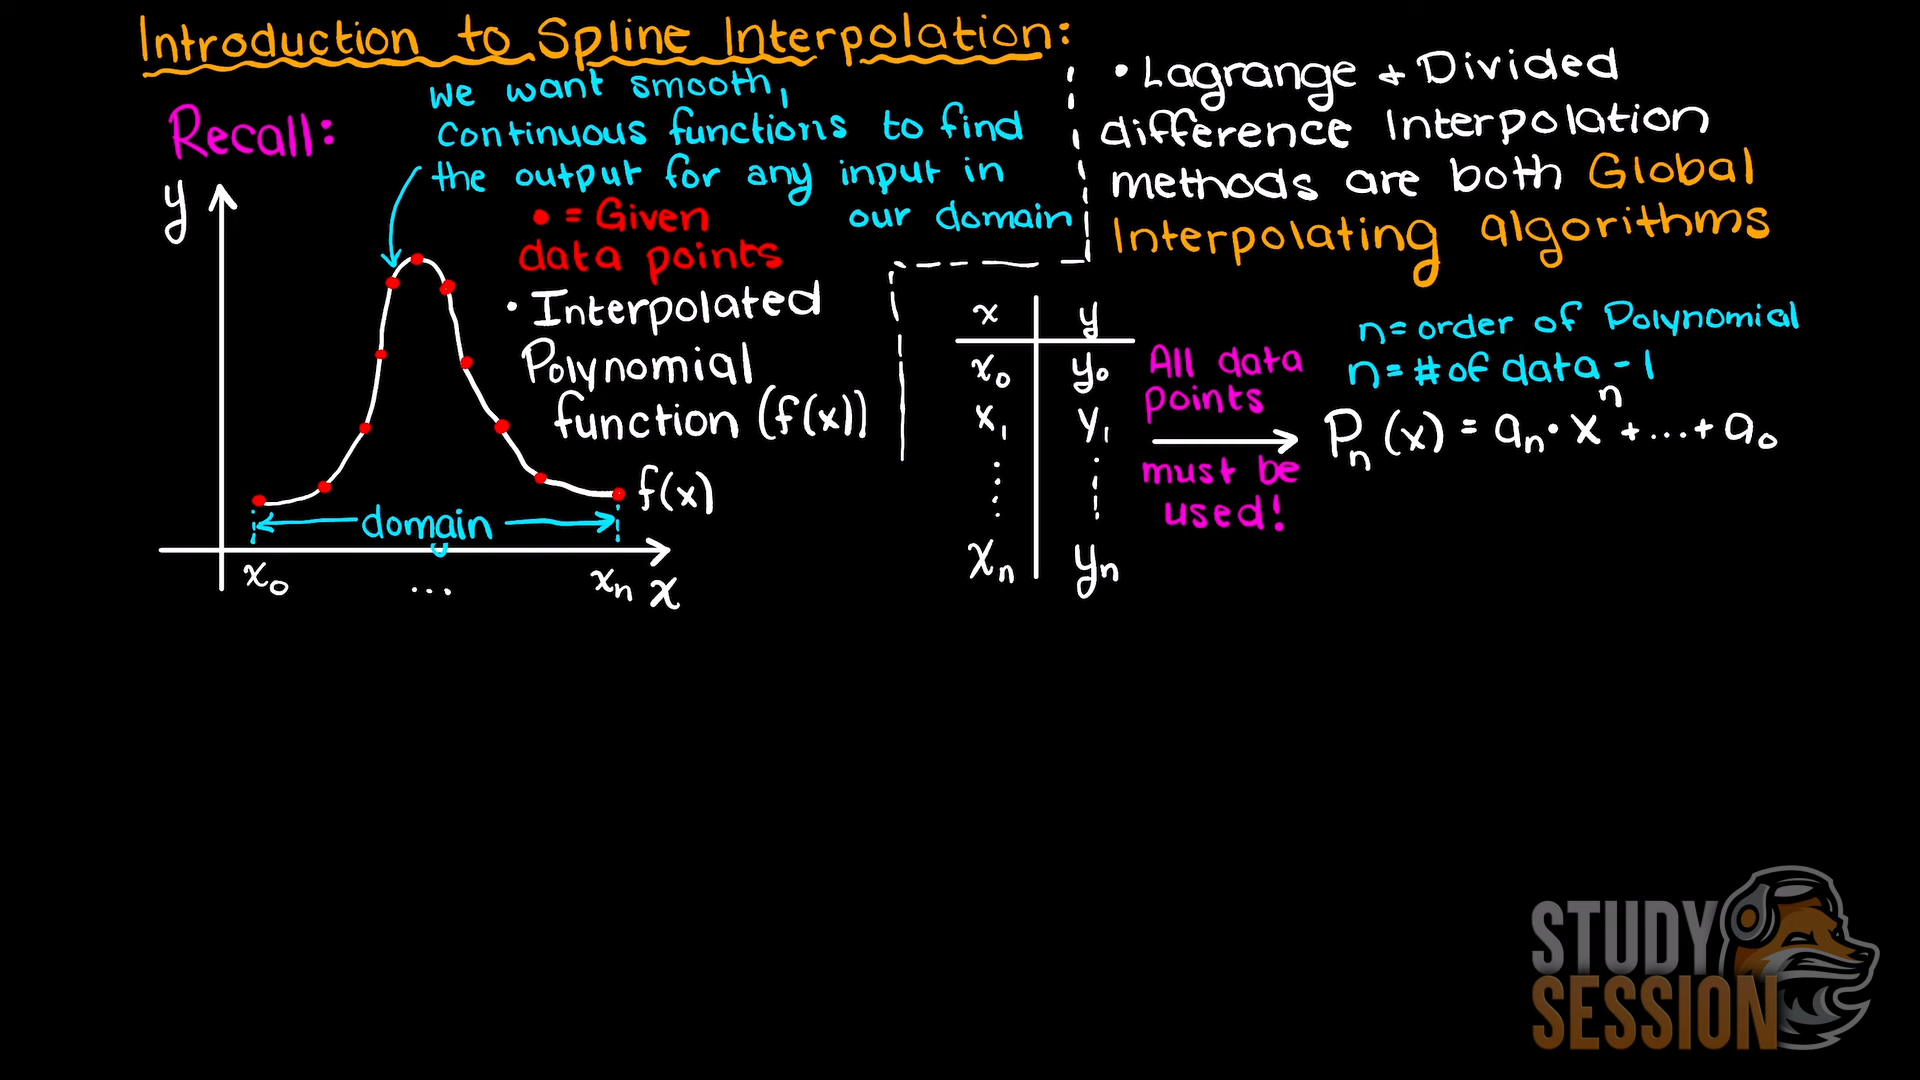 Introduction to Spline Interpolation:
Recall:
we want smooth,
continuous functions to find
the output for any input in
our domain
• = Given
data points
• Interpolated
Polynomial
function (f(x))
y
f(x)
domain
x₀ ... xₙ x
• Lagrange + Divided
difference Interpolation
methods are both Global
Interpolating algorithms
x y
x₀ y₀
x₁ y₁
⋮ ⋮
xₙ yₙ
All data
points
must be
used!
n = order of Polynomial
n = # of data - 1
Pₙ(x) = aₙ · xⁿ + ... + a₀
STUDY
SESSION